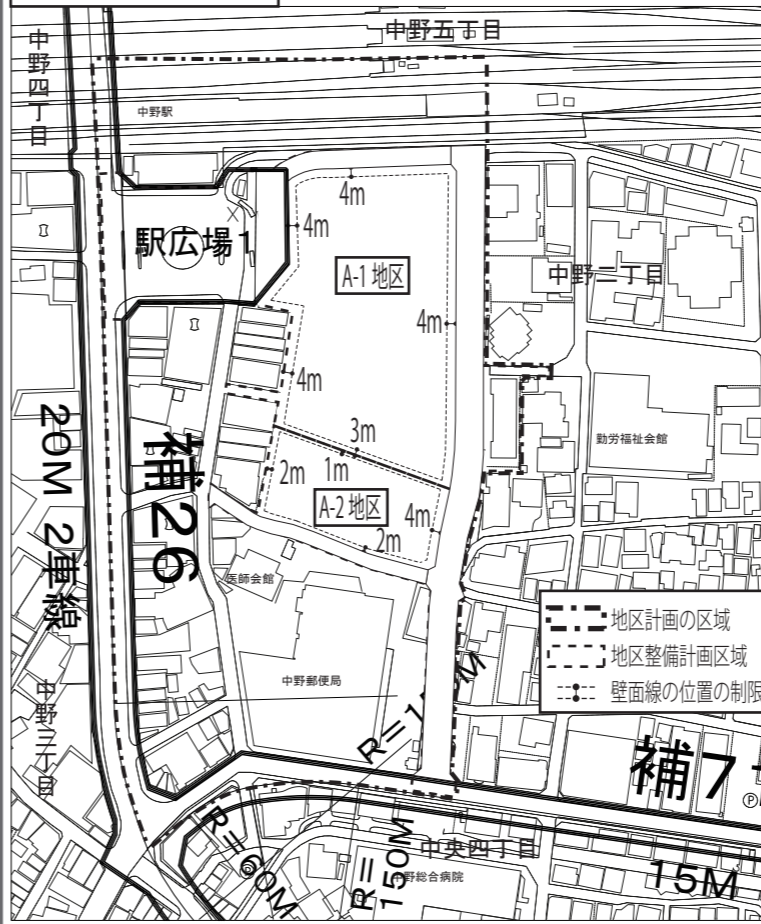 中野五丁目
中野四丁目
中野駅
4m
駅広場1
4m
A-1 地区
中野二丁目
4m
4m
20M 2車線
補26
3m
1m
2m
勤労福祉会館
A-2 地区
4m
2m
医師会館
地区計画の区域
地区整備計画区域
壁面線の位置の制限
中野郵便局
中野三丁目
補7
R=60M
R=150M
中央四丁目
中野総合病院
15M